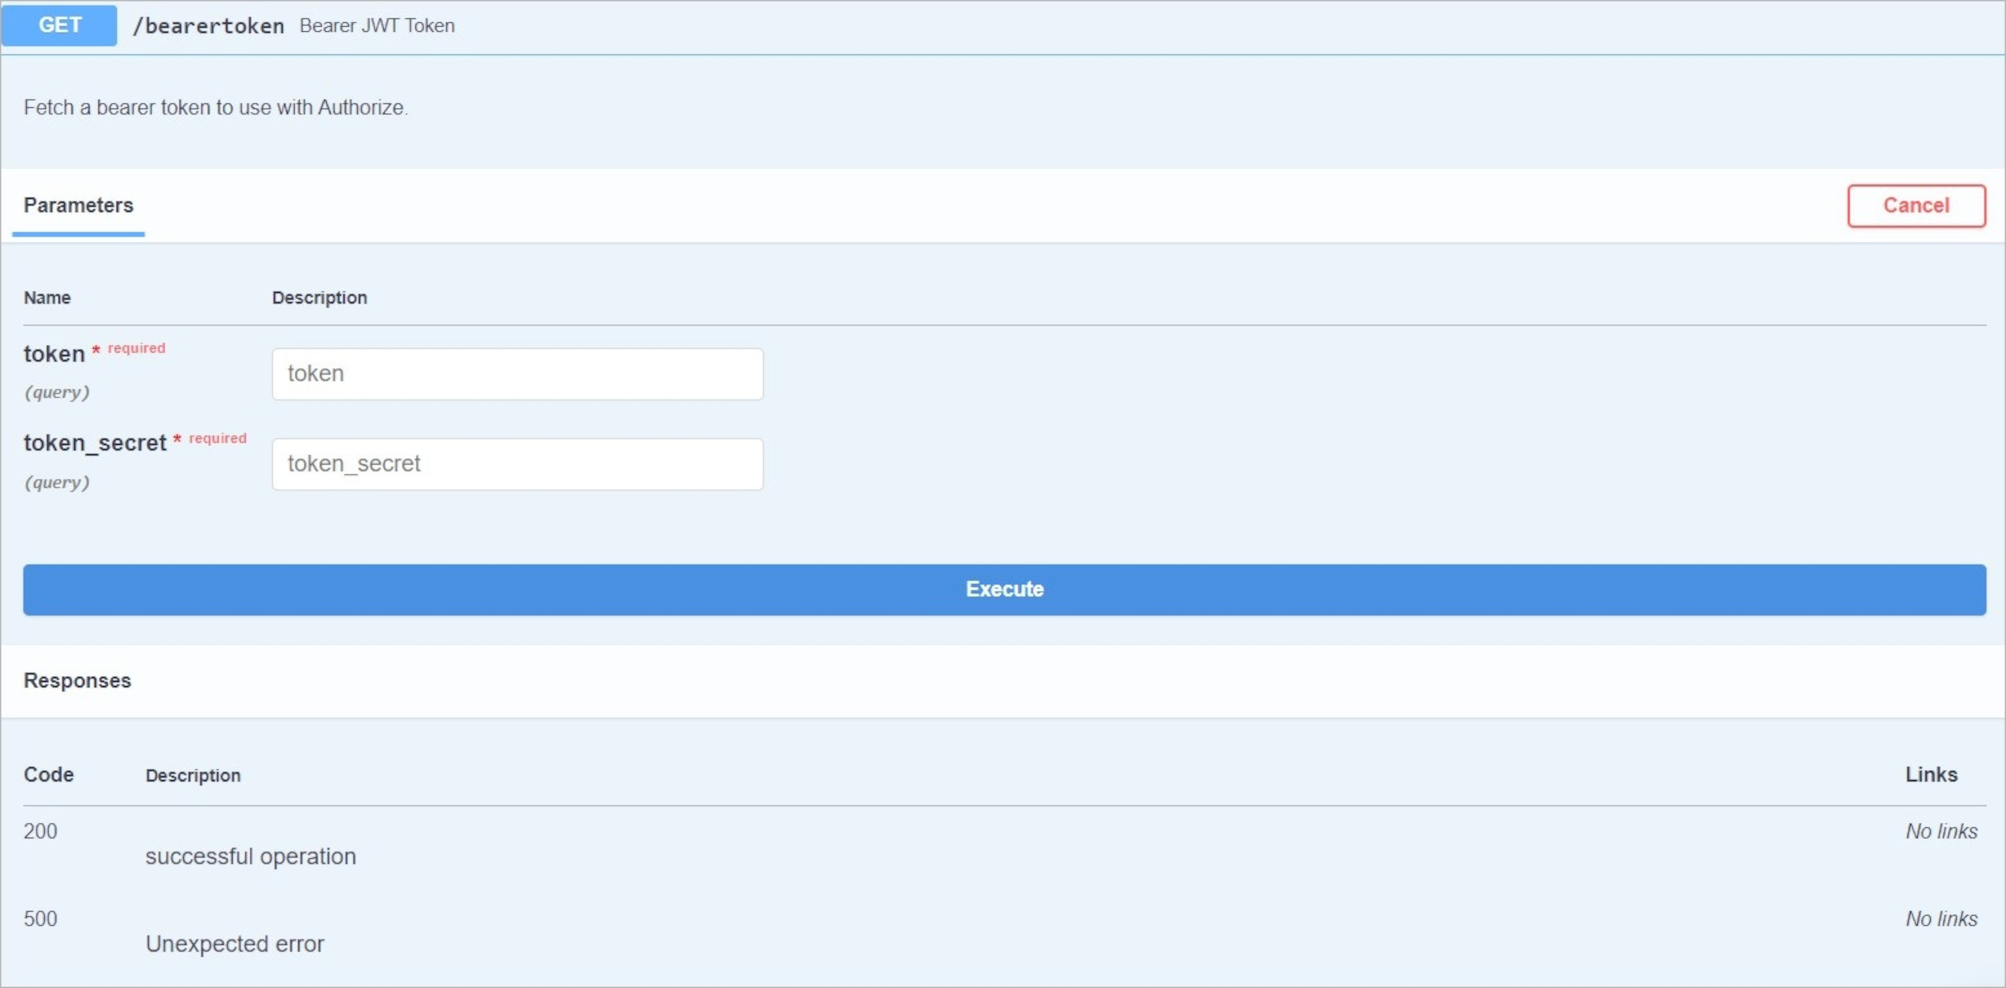 GET /bearertoken Bearer JWT Token
Fetch a bearer token to use with Authorize.
Parameters
Cancel
Name Description
token * required
(query)
token
token_secret * required
(query)
token_secret
Execute
Responses
Code Description Links
200 No links
successful operation
500 No links
Unexpected error